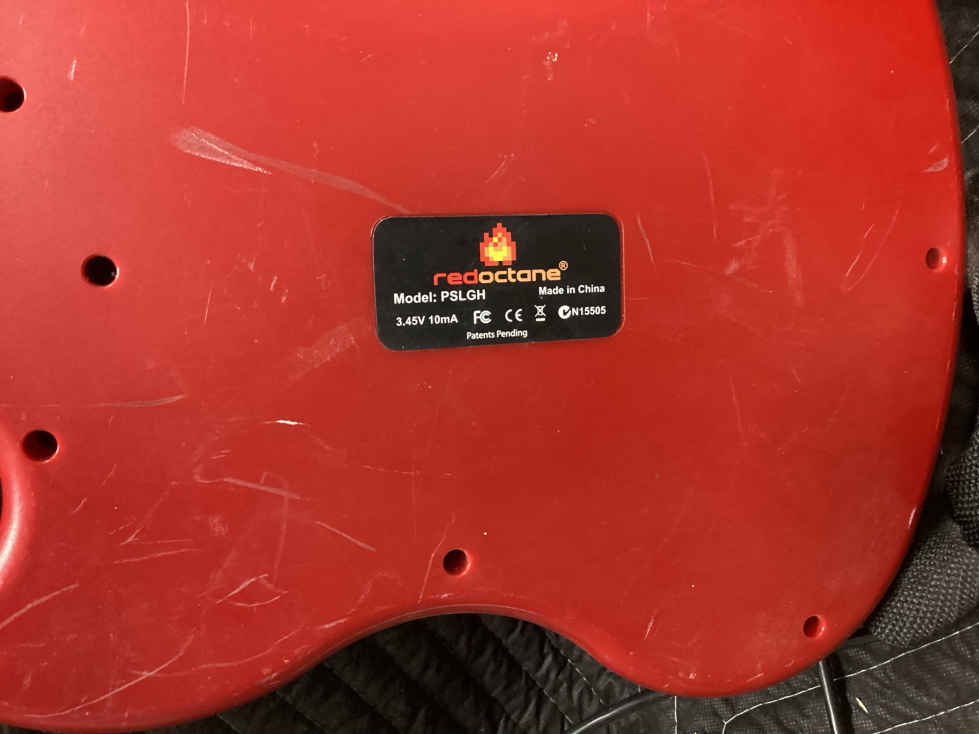 redoctane®
Model: PSLGH Made in China
3.45V 10mA FC CE N15505
Patents Pending